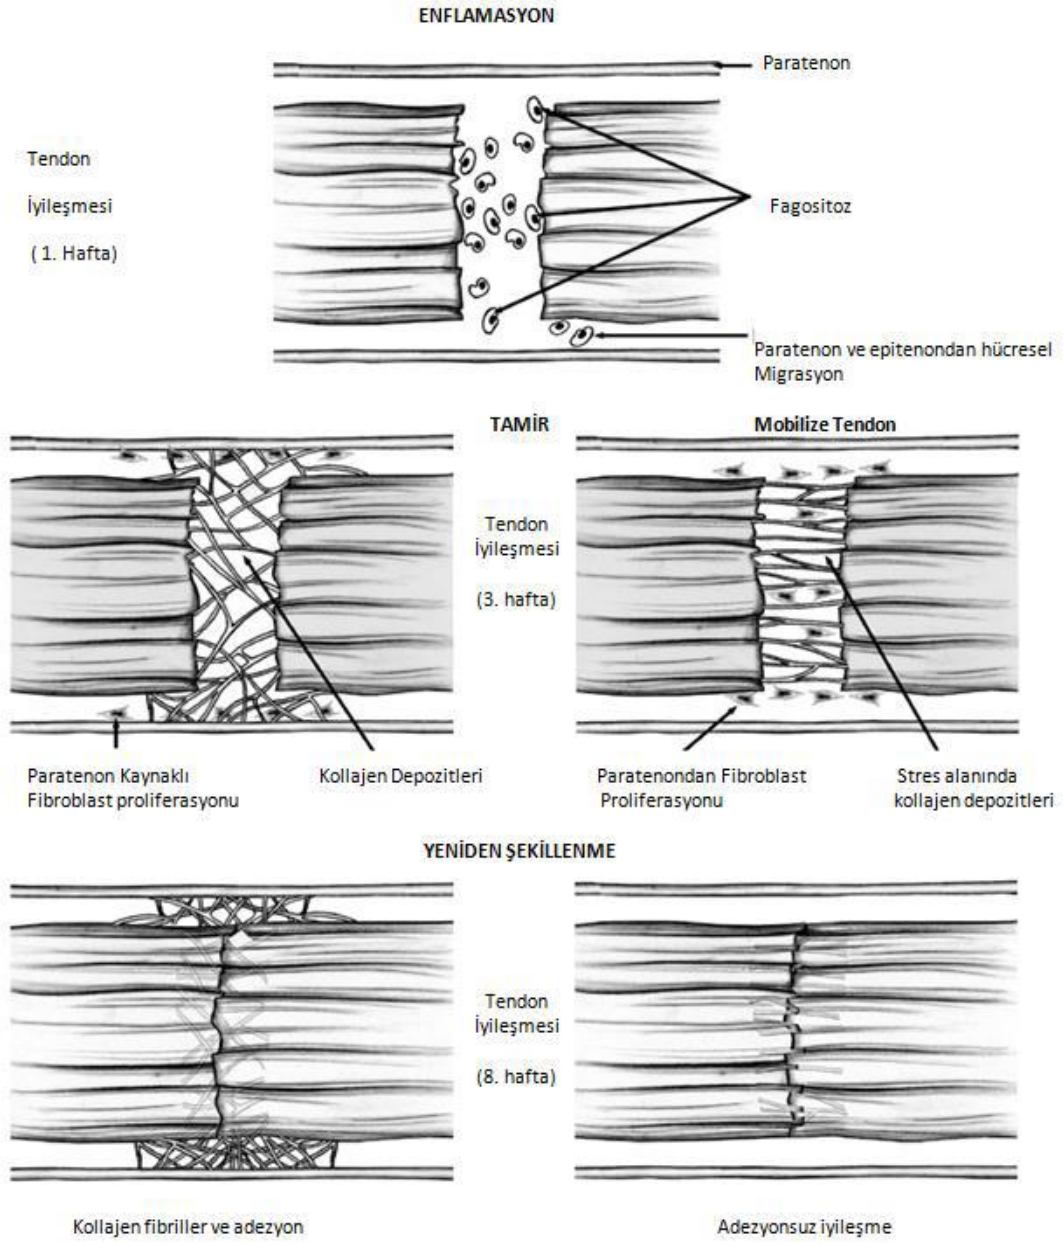 ENFLAMASYON
Paratenon
Tendon
İyileşmesi
( 1. Hafta)
Fagositoz
Paratenon ve epitenondan hücresel
Migrasyon
TAMİR
Mobilize Tendon
Tendon
İyileşmesi
(3. hafta)
Paratenon Kaynaklı
Fibroblast proliferasyonu
Kollajen Depozitleri
Paratenondan Fibroblast
Proliferasyonu
Stres alanında
kollajen depozitleri
YENİDEN ŞEKİLLENME
Tendon
İyileşmesi
(8. hafta)
Kollajen fibriller ve adezyon
Adezyonsuz iyileşme